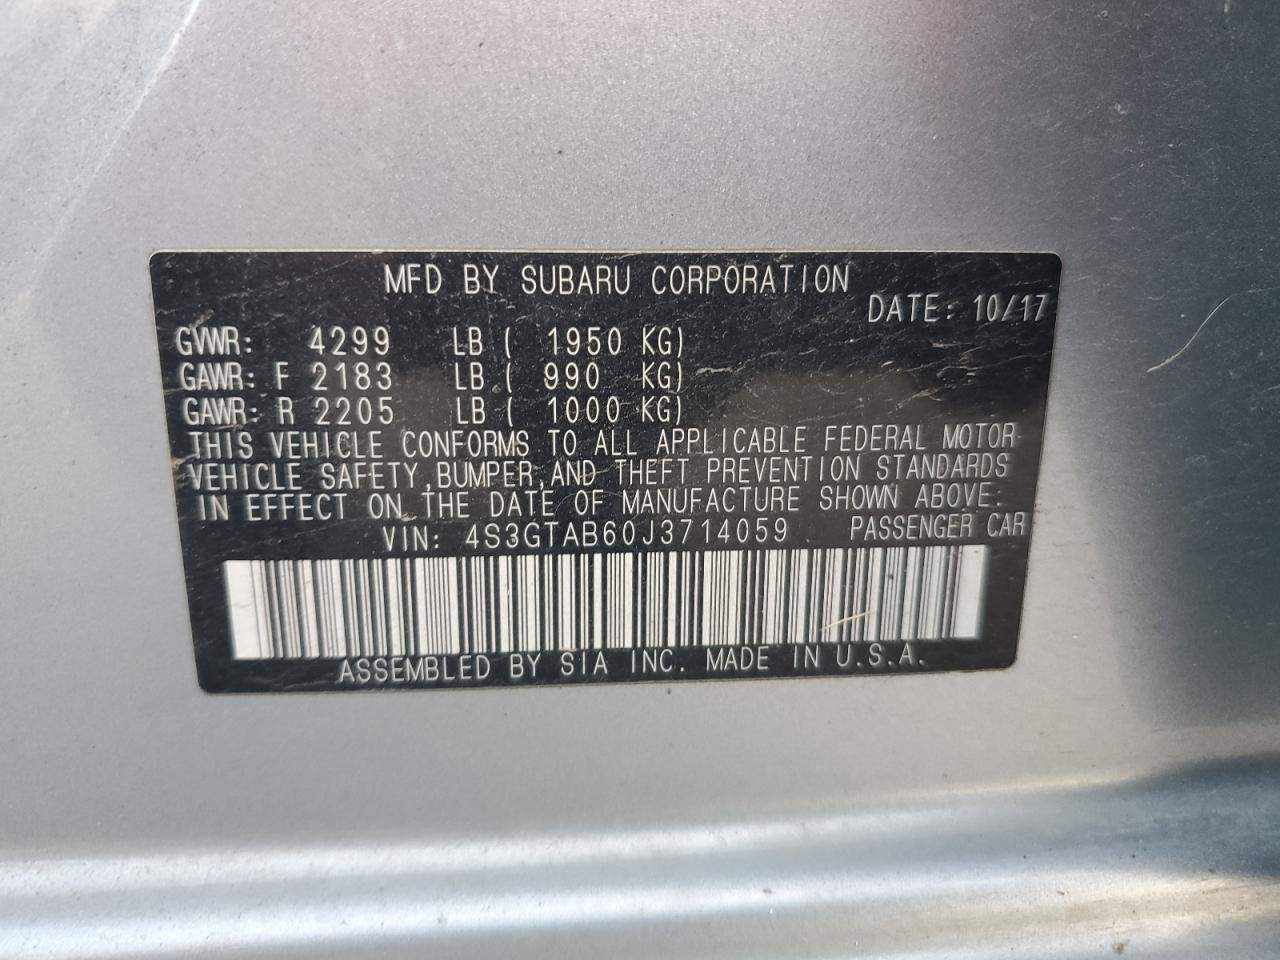 MFD BY SUBARU CORPORATION
DATE: 10/17
GVWR: 4299 LB ( 1950 KG)
GAWR: F 2183 LB ( 990 KG)
GAWR: R 2205 LB ( 1000 KG)
THIS VEHICLE CONFORMS TO ALL APPLICABLE FEDERAL MOTOR
VEHICLE SAFETY,BUMPER,AND THEFT PREVENTION STANDARDS
IN EFFECT ON THE DATE OF MANUFACTURE SHOWN ABOVE:
VIN: 4S3GTAB60J3714059 PASSENGER CAR
ASSEMBLED BY SIA INC. MADE IN U.S.A.